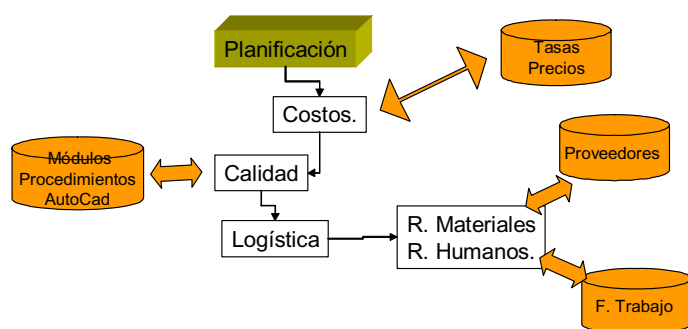 Planificación
Tasas
Precios
Costos.
Proveedores
Módulos
Procedimientos
AutoCad
Calidad
Logística
R. Materiales
R. Humanos.
F. Trabajo